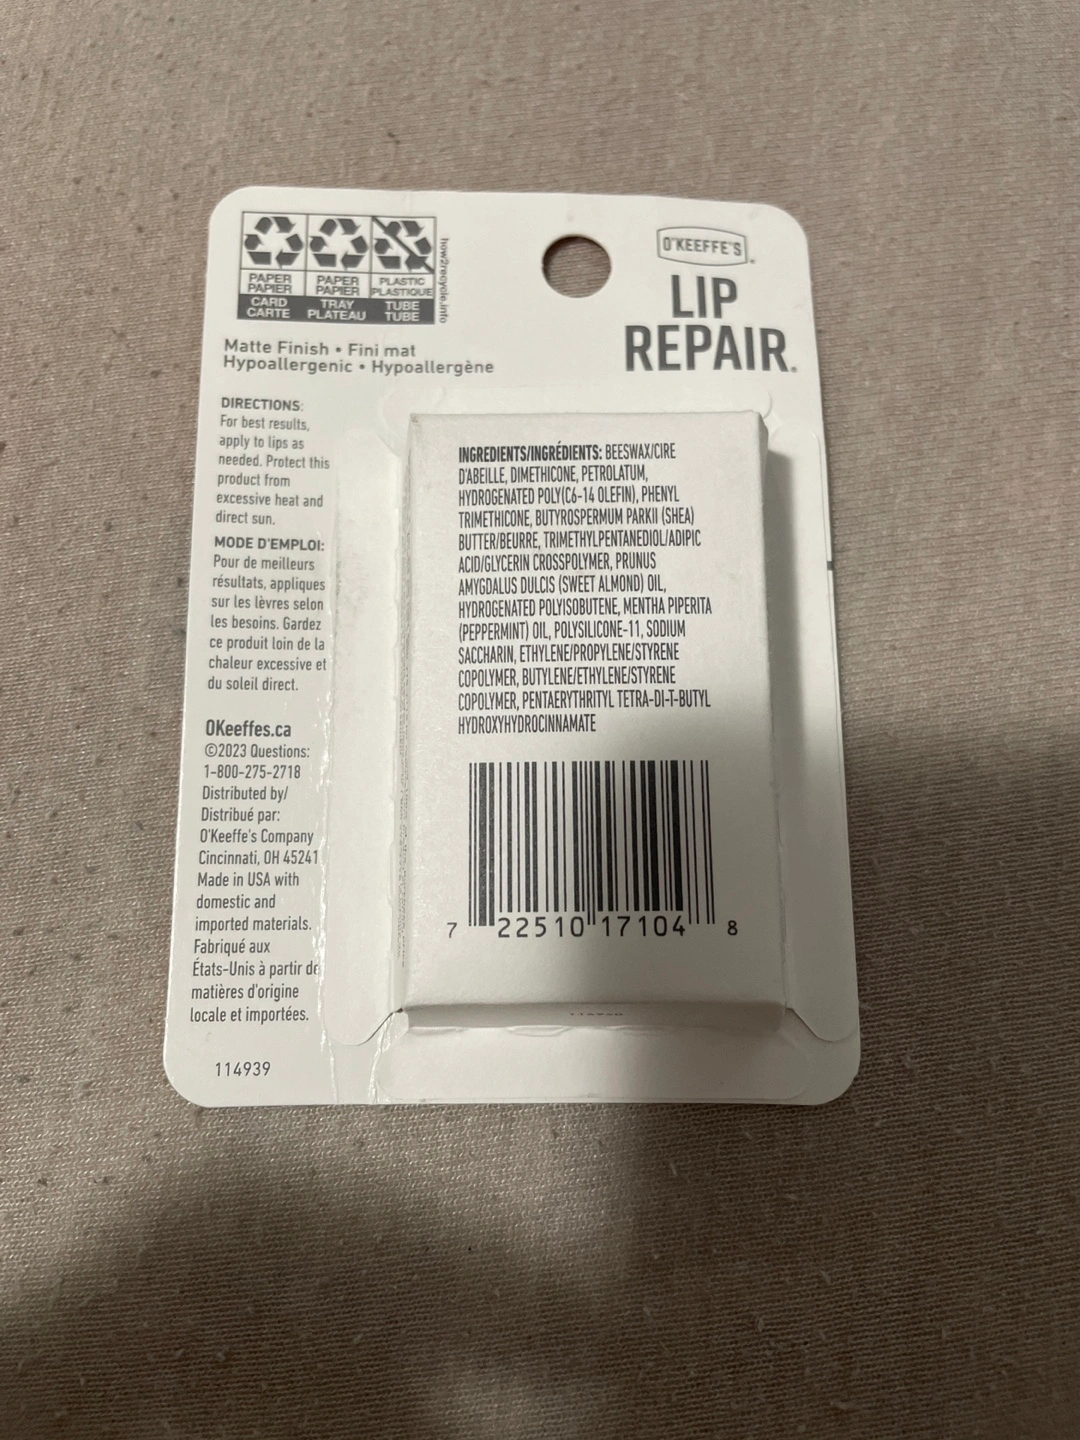 PAPER
PAPIER
CARD
CARTE
PAPER
PAPIER
TRAY
PLATEAU
PLASTIC
PLASTIQUE
TUBE
TUBE
how2recycle.info
O'KEEFFE'S®
LIP
REPAIR®
Matte Finish • Fini mat
Hypoallergenic • Hypoallergène
DIRECTIONS:
For best results,
apply to lips as
needed. Protect this
product from
excessive heat and
direct sun.
MODE D'EMPLOI:
Pour de meilleurs
résultats, appliques
sur les lèvres selon
les besoins. Gardez
ce produit loin de la
chaleur excessive et
du soleil direct.
OKeeffes.ca
©2023 Questions:
1-800-275-2718
Distributed by/
Distribué par:
O'Keeffe's Company
Cincinnati, OH 45241
Made in USA with
domestic and
imported materials.
Fabriqué aux
États-Unis à partir de
matières d'origine
locale et importées.
114939
INGREDIENTS/INGRÉDIENTS: BEESWAX/CIRE
D'ABEILLE, DIMETHICONE, PETROLATUM,
HYDROGENATED POLY(C6-14 OLEFIN), PHENYL
TRIMETHICONE, BUTYROSPERMUM PARKII (SHEA)
BUTTER/BEURRE, TRIMETHYLPENTANEDIOL/ADIPIC
ACID/GLYCERIN CROSSPOLYMER, PRUNUS
AMYGDALUS DULCIS (SWEET ALMOND) OIL,
HYDROGENATED POLYISOBUTENE, MENTHA PIPERITA
(PEPPERMINT) OIL, POLYSILICONE-11, SODIUM
SACCHARIN, ETHYLENE/PROPYLENE/STYRENE
COPOLYMER, BUTYLENE/ETHYLENE/STYRENE
COPOLYMER, PENTAERYTHRITYL TETRA-DI-T-BUTYL
HYDROXYHYDROCINNAMATE
7 22510 17104 8